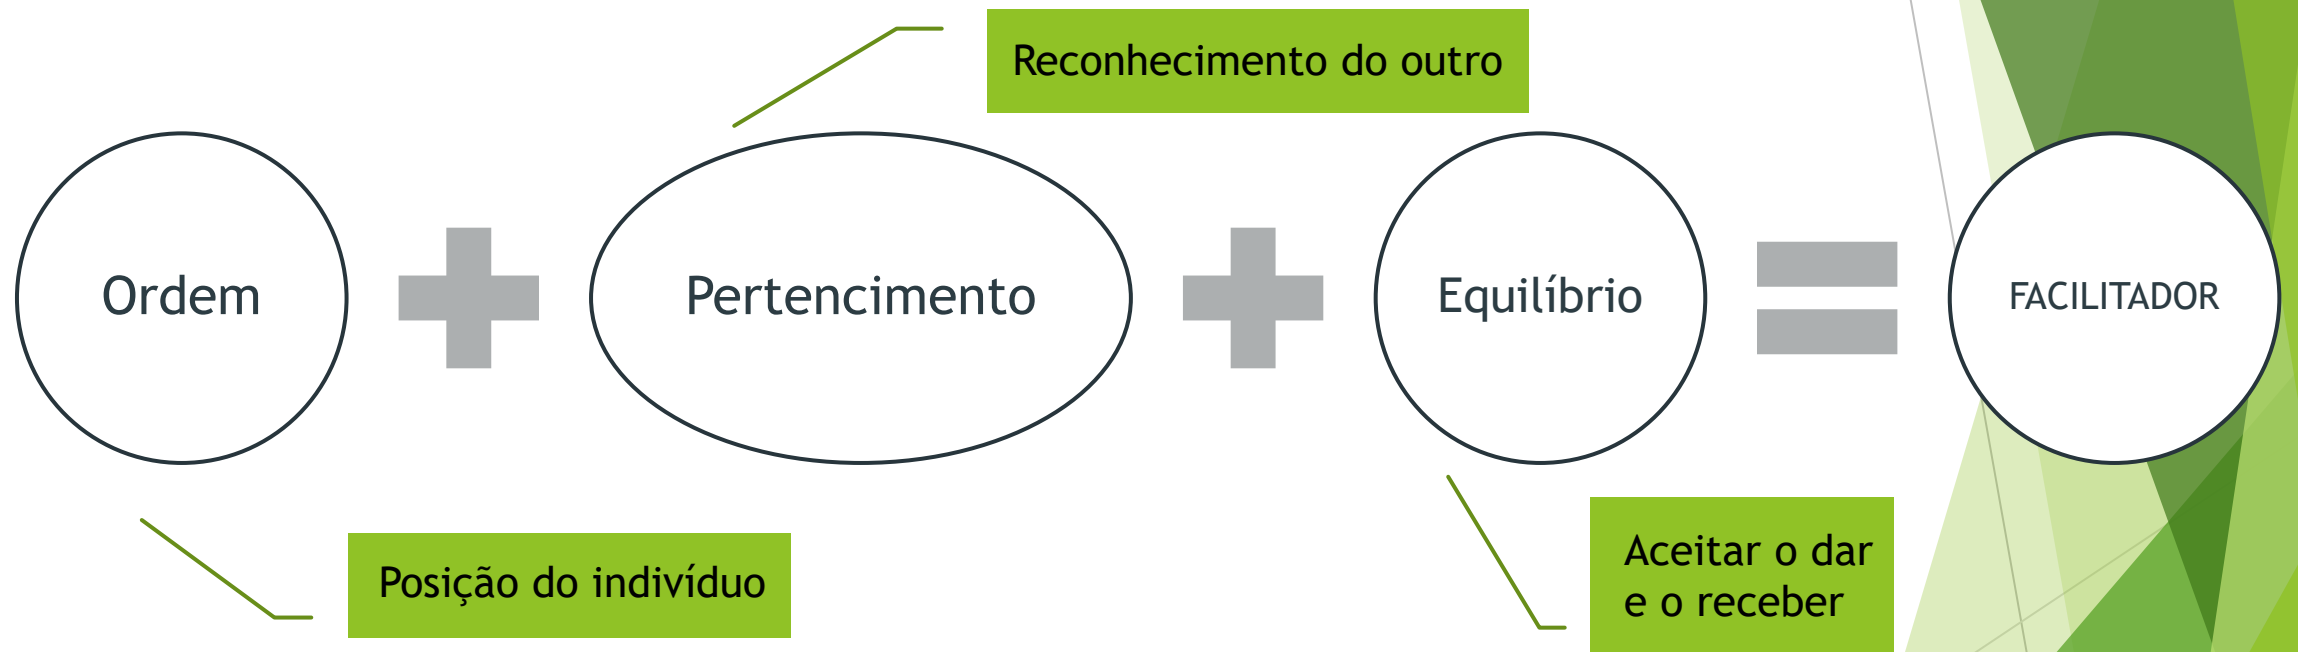 Reconhecimento do outro
Ordem
Pertencimento
Equilíbrio
FACILITADOR
Posição do indivíduo
Aceitar o dar
e o receber